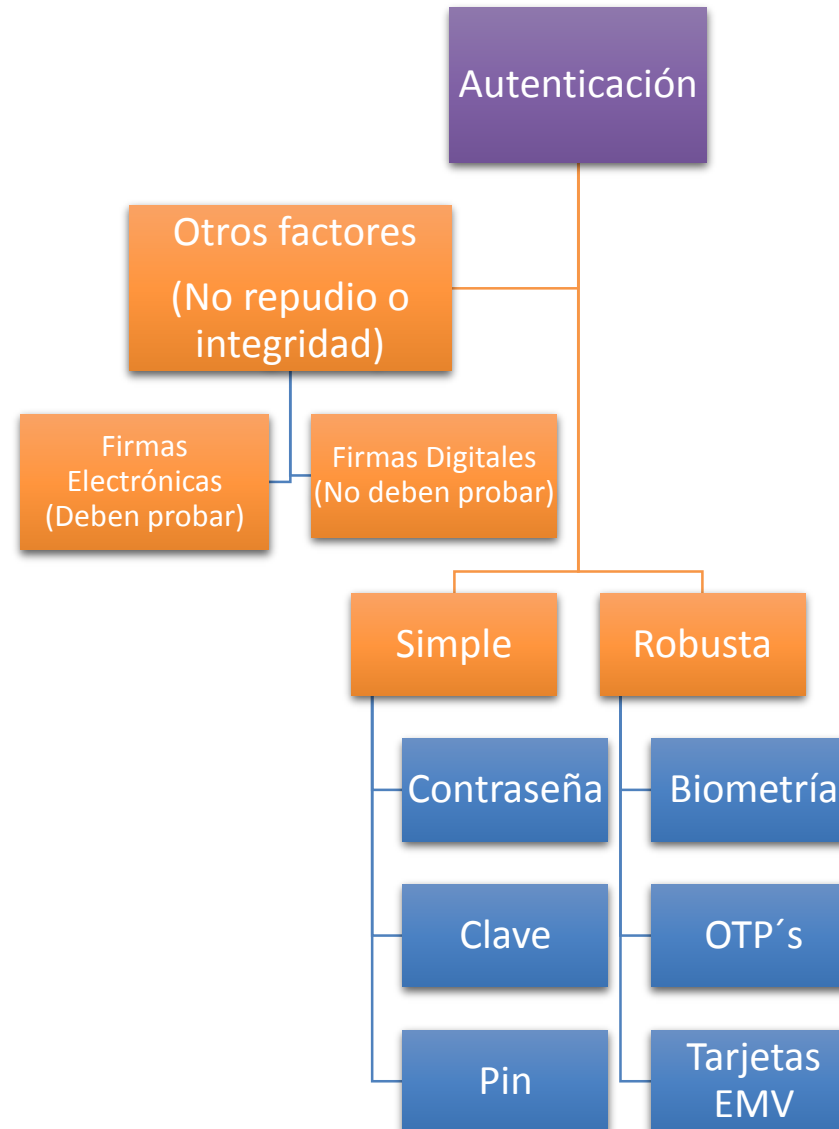 Autenticación
Otros factores
(No repudio o
integridad)
Firmas
Electrónicas
(Deben probar)
Firmas Digitales
(No deben probar)
Simple
Robusta
Contraseña
Biometría
Clave
OTP´s
Pin
Tarjetas
EMV